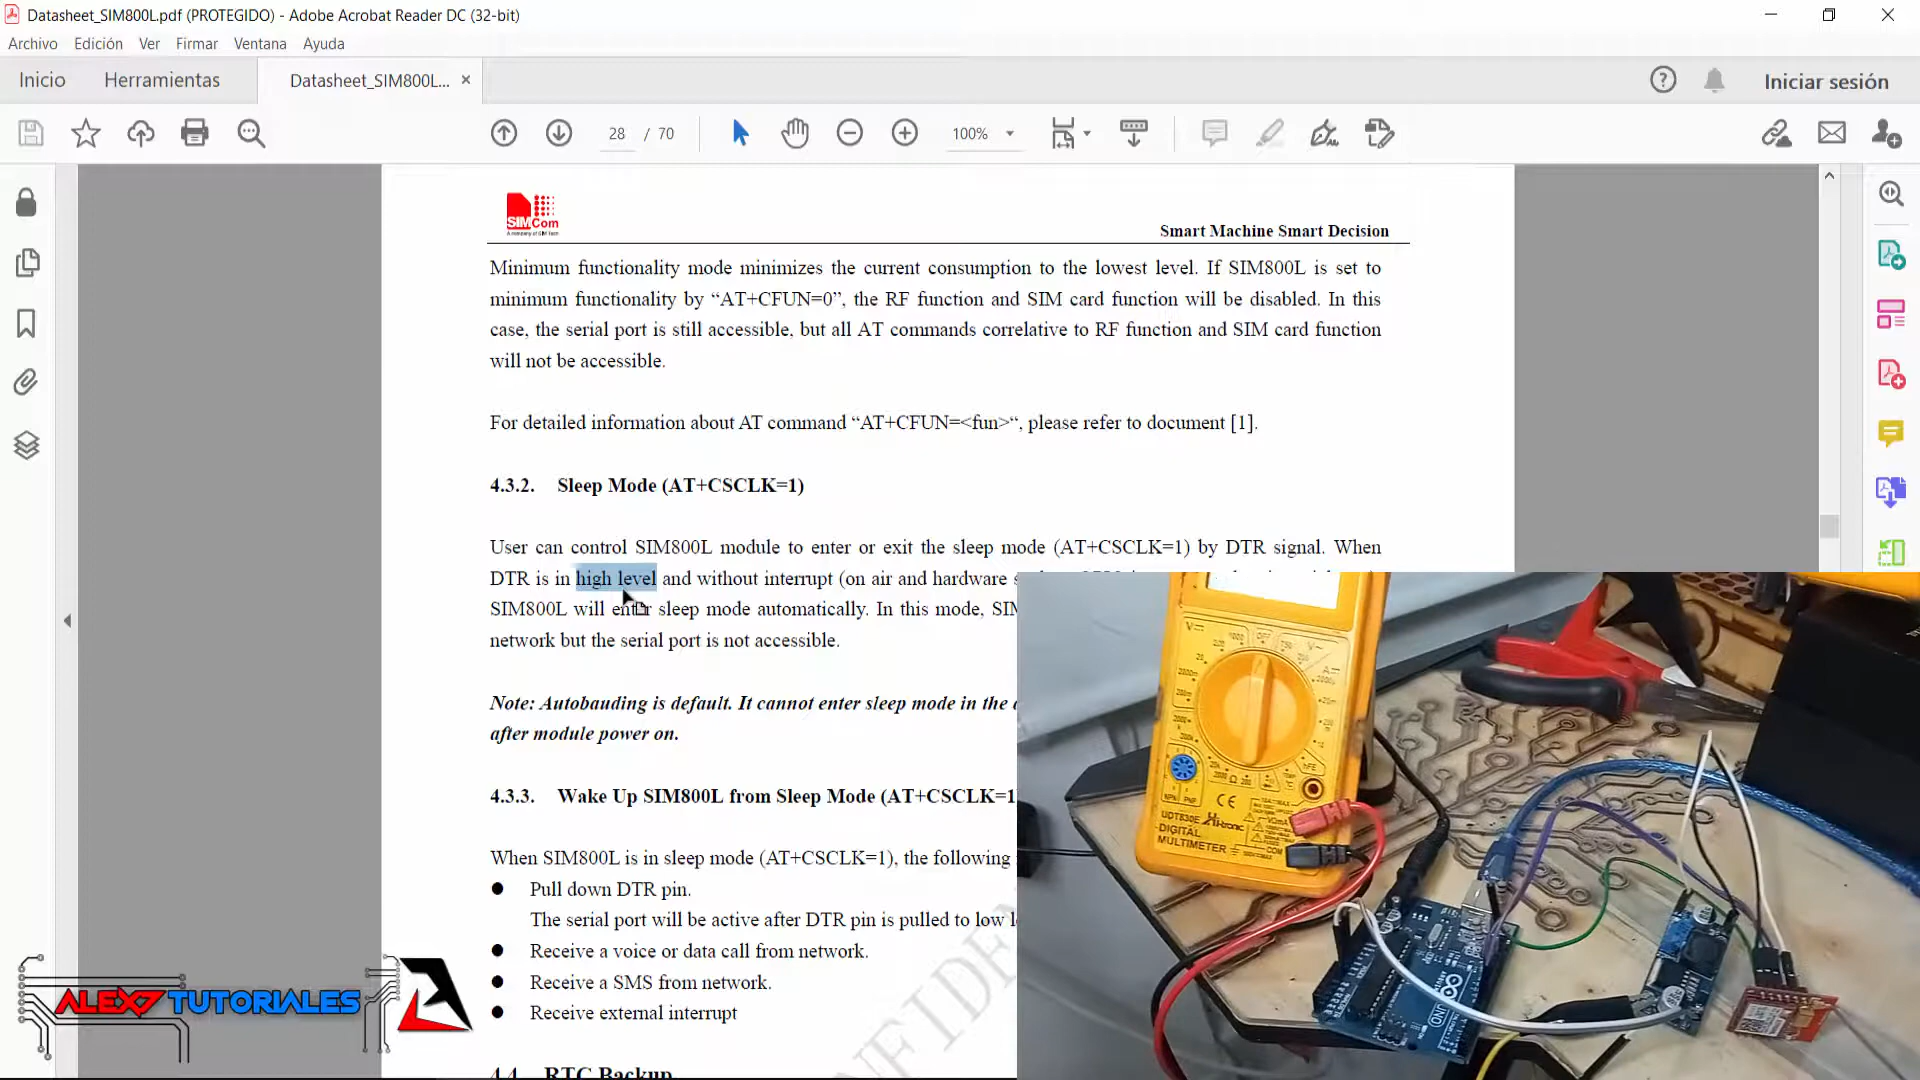 Datasheet_SIM800L.pdf (PROTEGIDO) - Adobe Acrobat Reader DC (32-bit)
Archivo Edición Ver Firmar Ventana Ayuda
Inicio Herramientas Datasheet_SIM800L... × Iniciar sesión
28 / 70 100%
SIMCom
Smart Machine Smart Decision
Minimum functionality mode minimizes the current consumption to the lowest level. If SIM800L is set to
minimum functionality by “AT+CFUN=0”, the RF function and SIM card function will be disabled. In this
case, the serial port is still accessible, but all AT commands correlative to RF function and SIM card function
will not be accessible.
For detailed information about AT command “AT+CFUN=<fun>“, please refer to document [1].
4.3.2. Sleep Mode (AT+CSCLK=1)
User can control SIM800L module to enter or exit the sleep mode (AT+CSCLK=1) by DTR signal. When
DTR is in high level and without interrupt (on air and hardware
SIM800L will enter sleep mode automatically. In this mode, SIM
network but the serial port is not accessible.
Note: Autobauding is default. It cannot enter sleep mode in the
after module power on.
4.3.3. Wake Up SIM800L from Sleep Mode (AT+CSCLK=1
When SIM800L is in sleep mode (AT+CSCLK=1), the following
● Pull down DTR pin.
The serial port will be active after DTR pin is pulled to low
● Receive a voice or data call from network.
● Receive a SMS from network.
● Receive external interrupt
4.4 RTC Backup
ALEX7 TUTORIALES
OFF
hFE
NPN PNP
CE
UDT830E Hi-tronic
DIGITAL
MULTIMETER
COM
UNO